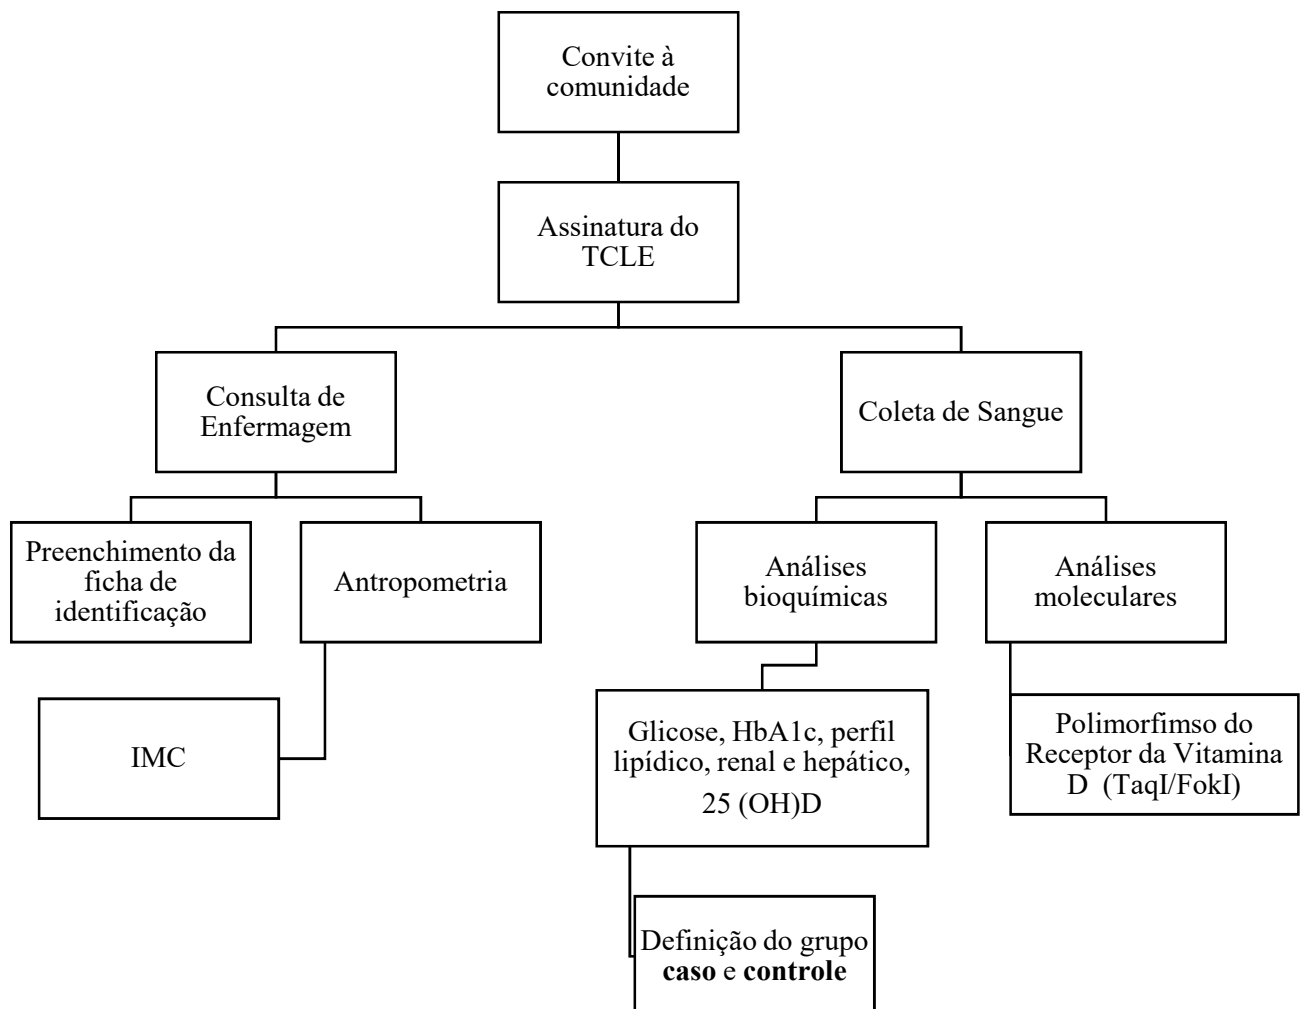 Convite à
comunidade
Assinatura do
TCLE
Consulta de
Enfermagem
Coleta de Sangue
Preenchimento da
ficha de
identificação
Antropometria
Análises
bioquímicas
Análises
moleculares
IMC
Glicose, HbA1c, perfil
lipídico, renal e hepático,
25 (OH)D
Polimorfimso do
Receptor da Vitamina
D (TaqI/FokI)
Definição do grupo
caso e controle